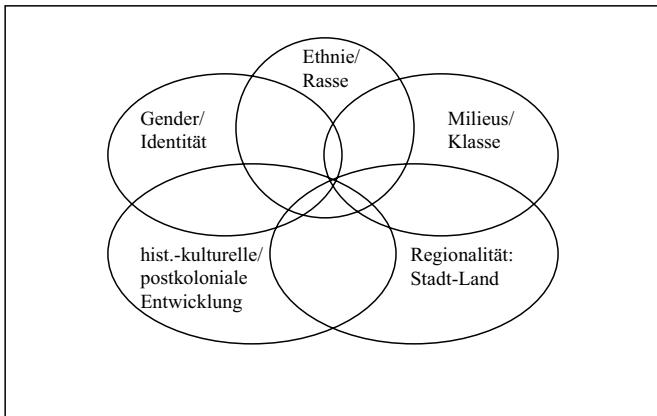 Ethnie/
Rasse
Gender/
Identität
Milieus/
Klasse
hist.-kulturelle/
postkoloniale
Entwicklung
Regionalität:
Stadt-Land